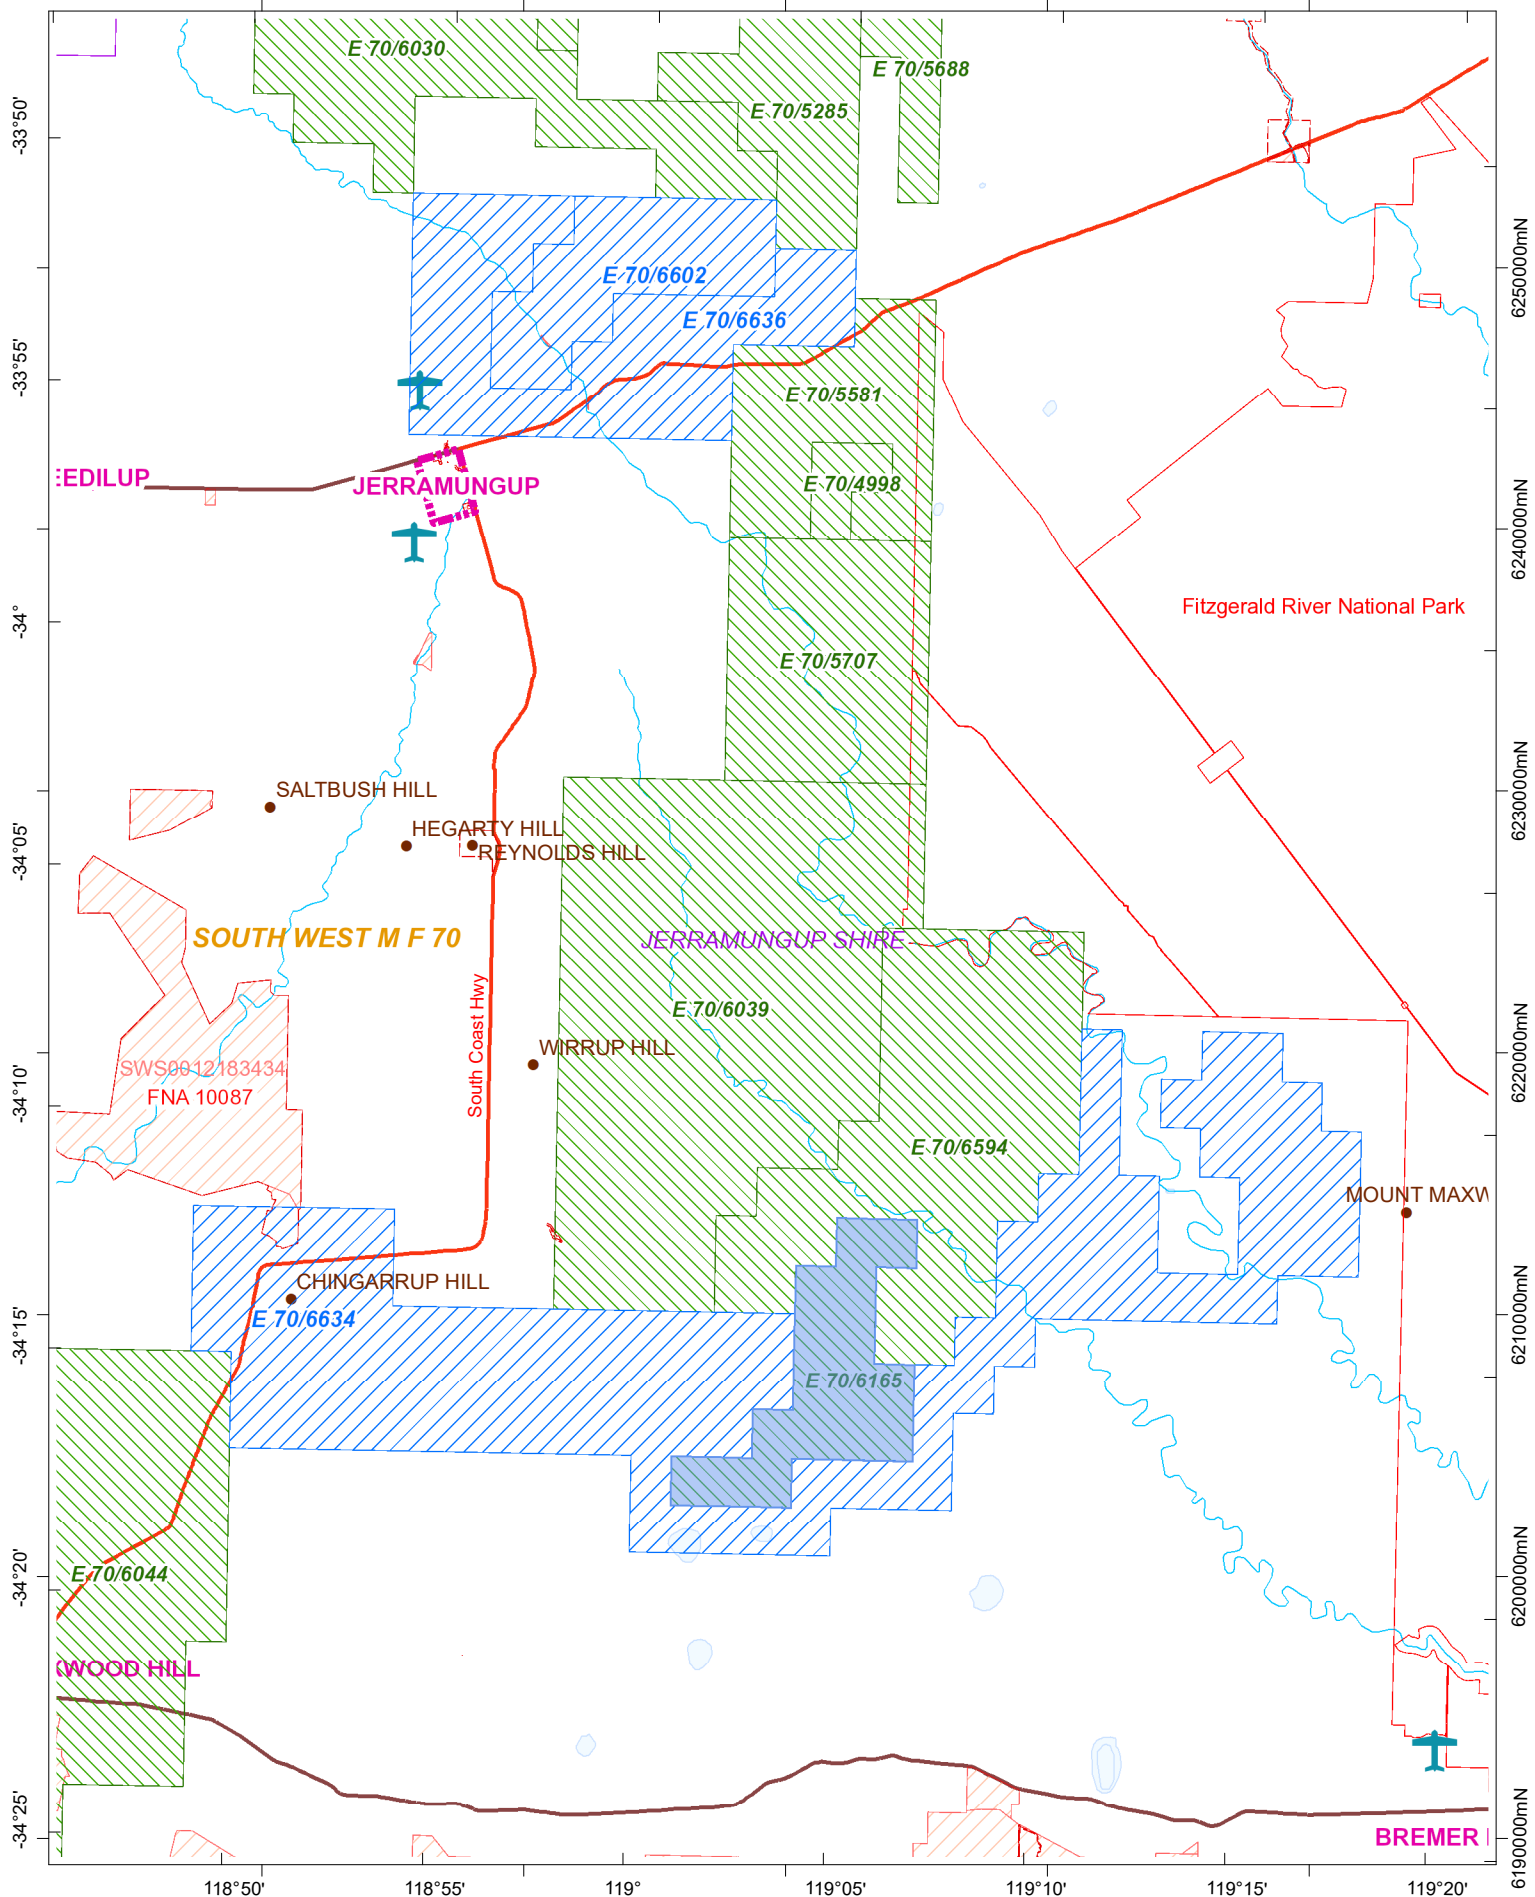 E 70/6030
E 70/5688
E 70/5285
-33°50'
6250000mN
E 70/6602
E 70/6636
-33°55'
E 70/5581
EEDILUP
JERRAMUNGUP
E 70/4998
6240000mN
-34°
Fitzgerald River National Park
E 70/5707
SALTBUSH HILL
6230000mN
HEGARTY HILL
REYNOLDS HILL
-34°05'
SOUTH WEST M F 70
JERRAMUNGUP SHIRE
E 70/6039
South Coast Hwy
WIRRUP HILL
6220000mN
SWS0012183434
FNA 10087
-34°10'
E 70/6594
MOUNT MAXW
CHINGARRUP HILL
E 70/6634
6210000mN
-34°15'
E 70/6165
E 70/6044
-34°20'
6200000mN
XWOOD HILL
-34°25'
BREMER
6190000mN
118°50'
118°55'
119°
119°05'
119°10'
119°15'
119°20'